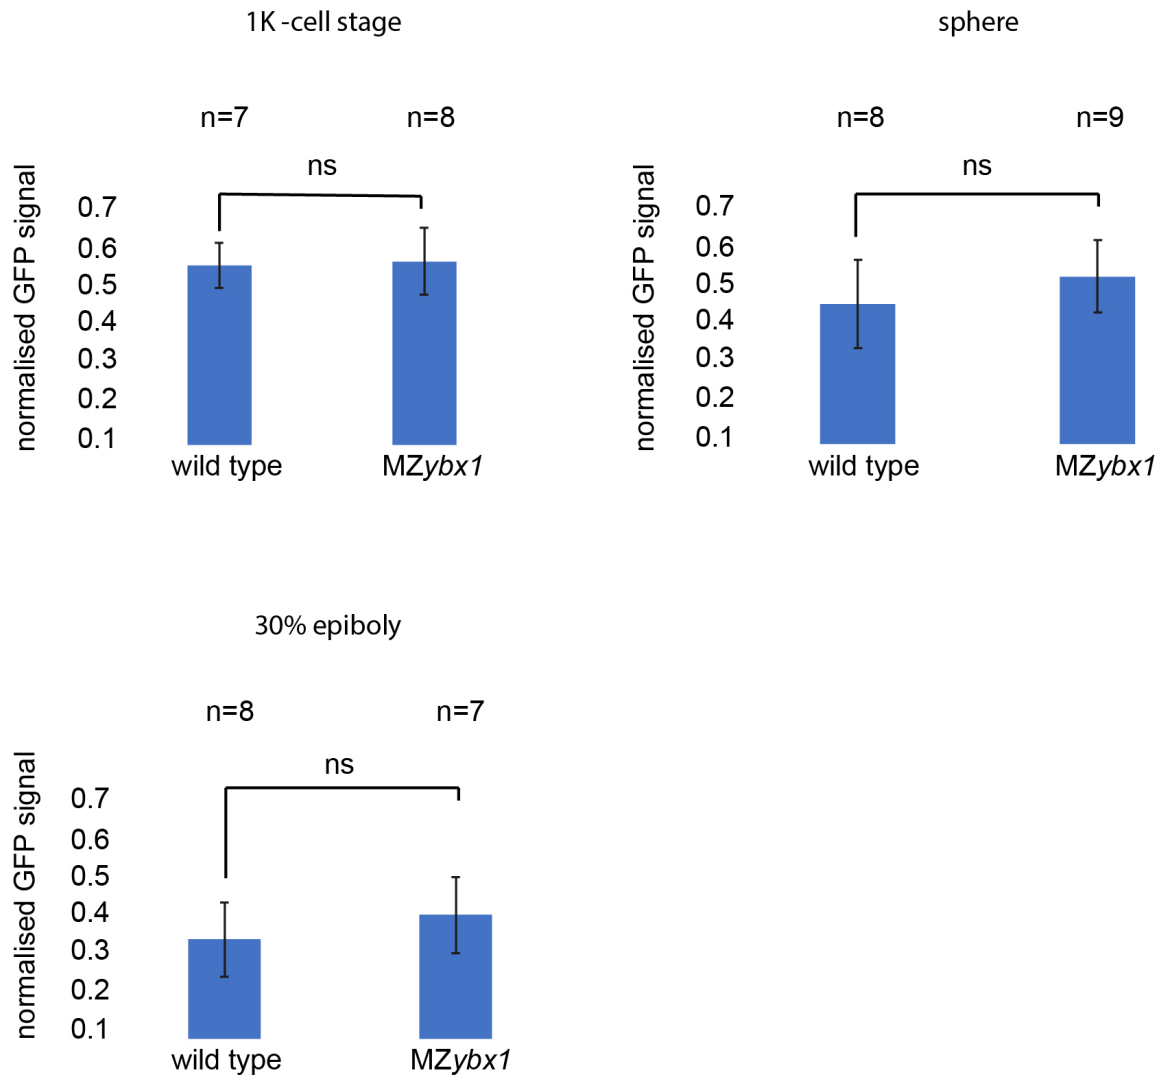 1K -cell stage
n=7 n=8
ns
normalised GFP signal
0.7
0.6
0.5
0.4
0.3
0.2
0.1
wild type MZybx1
sphere
n=8 n=9
ns
normalised GFP signal
0.7
0.6
0.5
0.4
0.3
0.2
0.1
wild type MZybx1
30% epiboly
n=8 n=7
ns
normalised GFP signal
0.7
0.6
0.5
0.4
0.3
0.2
0.1
wild type MZybx1